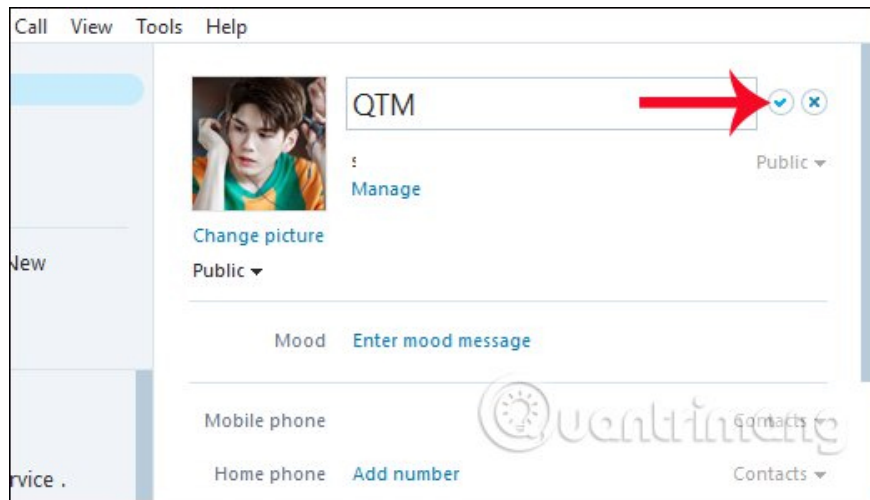 Call View Tools Help
QTM
Public
Manage
Change picture
New
Public
Mood Enter mood message
Mobile phone Contacts
Quantrimang
Home phone Add number Contacts
rvice .